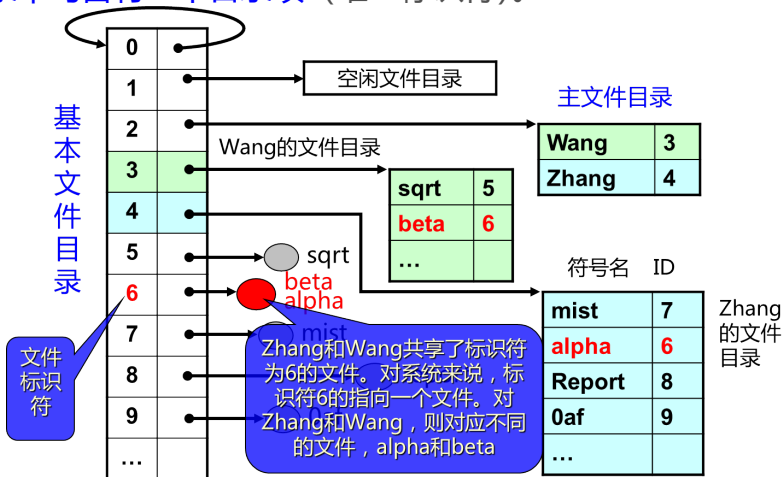 0
空闲文件目录
1
主文件目录
2
Wang的文件目录
Wang 3
Zhang 4
基本文件目录
3
sqrt 5
beta 6
…
4
5
sqrt
符号名 ID
6
beta
alpha
mist 7
alpha 6
Report 8
0af 9
…
Zhang
的文件
目录
7
mist
8
9
…
文件
标识
符
Zhang和Wang共享了标识符
为6的文件。对系统来说，标
识符6的指向一个文件。对
Zhang和Wang，则对应不同
的文件，alpha和beta